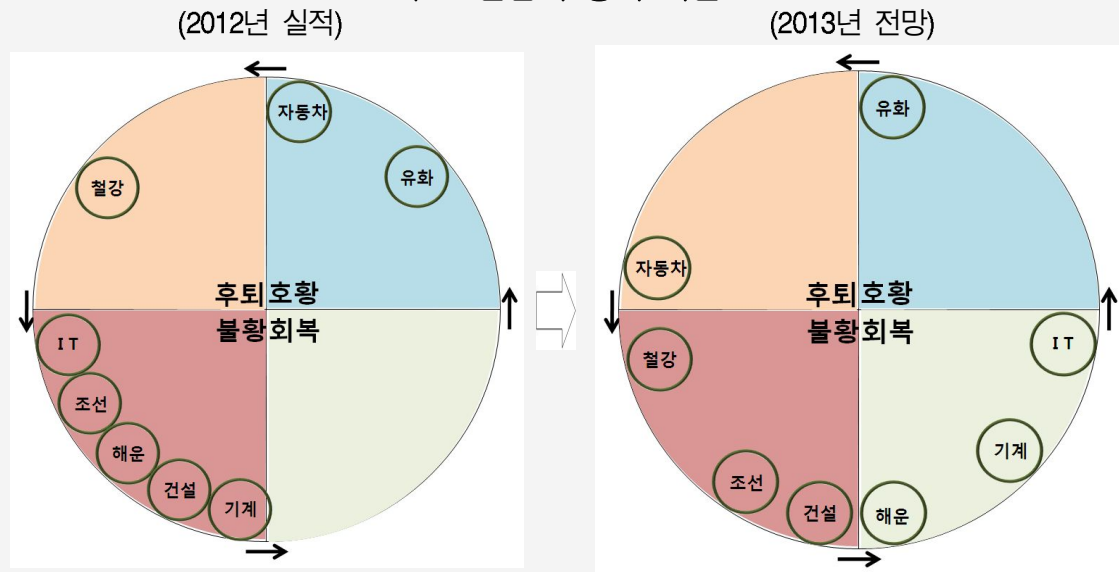 (2012년 실적)
(2013년 전망)
자동차
유화
철강
후퇴 호황
불황 회복
IT
조선
해운
건설
기계
유화
자동차
후퇴 호황
불황 회복
철강
IT
기계
조선
건설
해운